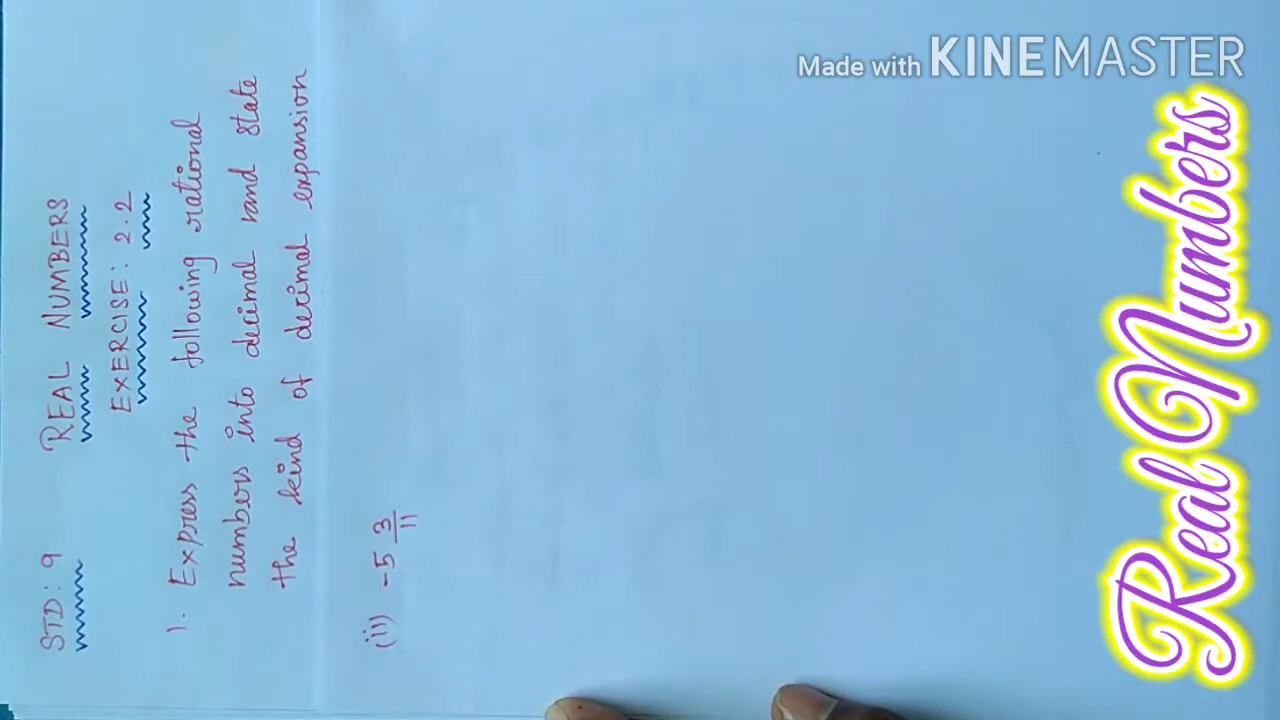 STD: 9 REAL NUMBERS
EXERCISE: 2.2
1. Express the following rational
numbers into decimal and state
the kind of decimal expansion
(ii) -5 3/11
Made with KINEMASTER
Real Numbers